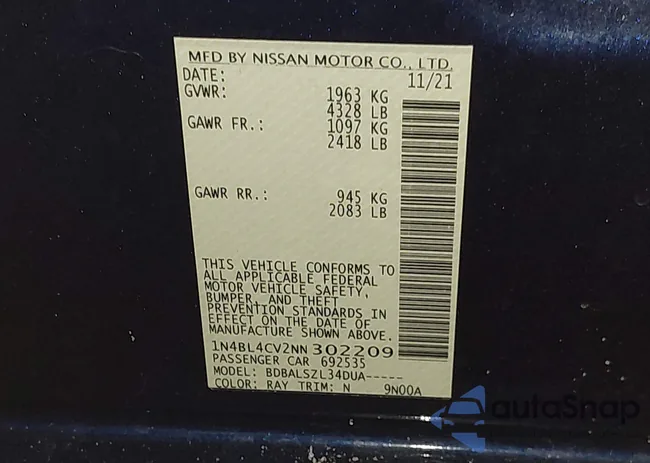 MFD BY NISSAN MOTOR CO., LTD.
DATE: 11/21
GVWR: 1963 KG
4328 LB
GAWR FR.: 1097 KG
2418 LB
GAWR RR.: 945 KG
2083 LB
THIS VEHICLE CONFORMS TO
ALL APPLICABLE FEDERAL
MOTOR VEHICLE SAFETY,
BUMPER, AND THEFT
PREVENTION STANDARDS IN
EFFECT ON THE DATE OF
MANUFACTURE SHOWN ABOVE.
1N4BL4CV2NN 302209
PASSENGER CAR 692535
MODEL: BDBALSZL34DUA-----
COLOR: RAY TRIM: N 9N00A
autoSnap